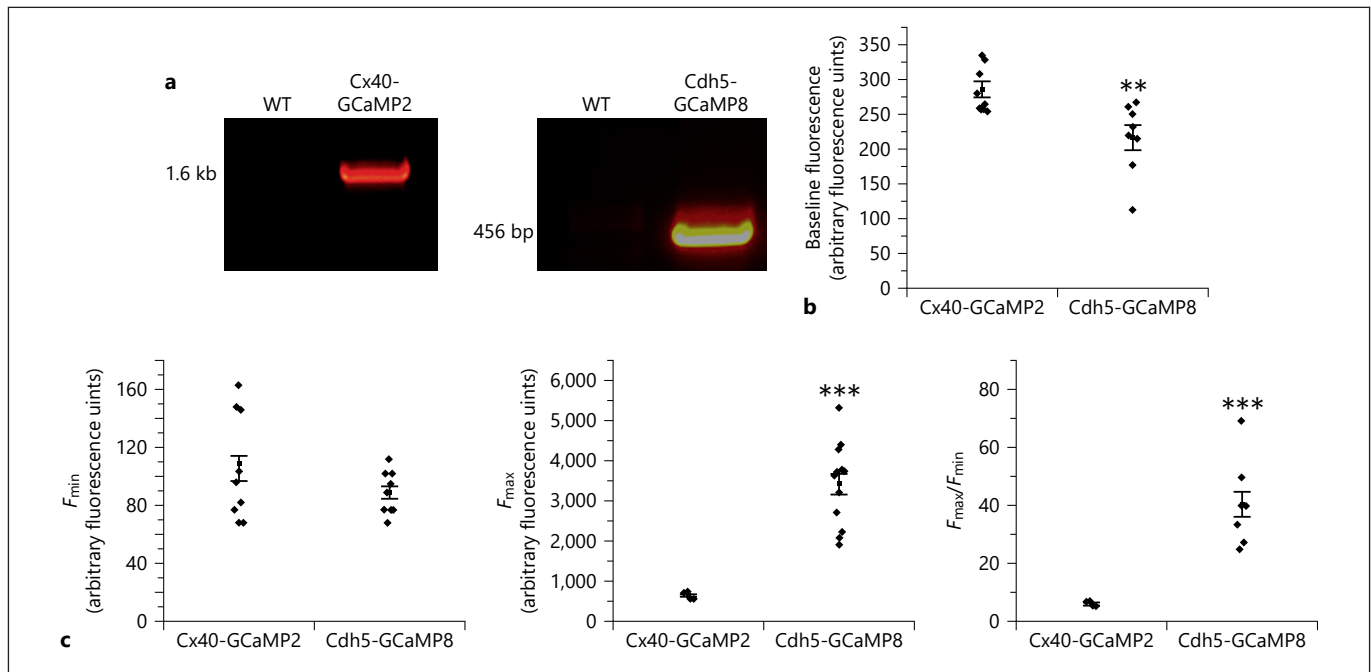 a
WT
Cx40-
GCaMP2
1.6 kb
WT
Cdh5-
GCaMP8
456 bp
Baseline fluorescence
(arbitrary fluorescence uints)
350
300
250
200
150
100
50
0
**
Cx40-GCaMP2
Cdh5-GCaMP8
b
Fmin
(arbitrary fluorescence uints)
160
120
80
40
0
Cx40-GCaMP2
Cdh5-GCaMP8
c
Fmax
(arbitrary fluorescence uints)
6,000
5,000
4,000
3,000
2,000
1,000
0
***
Cx40-GCaMP2
Cdh5-GCaMP8
Fmax/Fmin
80
60
40
20
0
***
Cx40-GCaMP2
Cdh5-GCaMP8